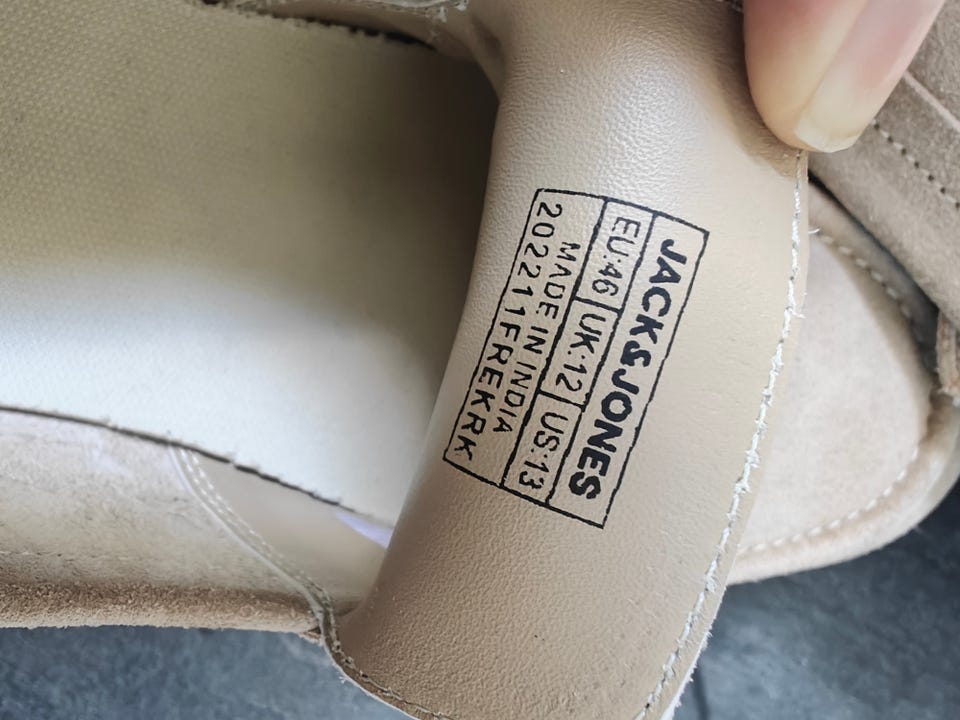 JACK&JONES
EU:46 UK:12 US:13
MADE IN INDIA
202211FREKRK